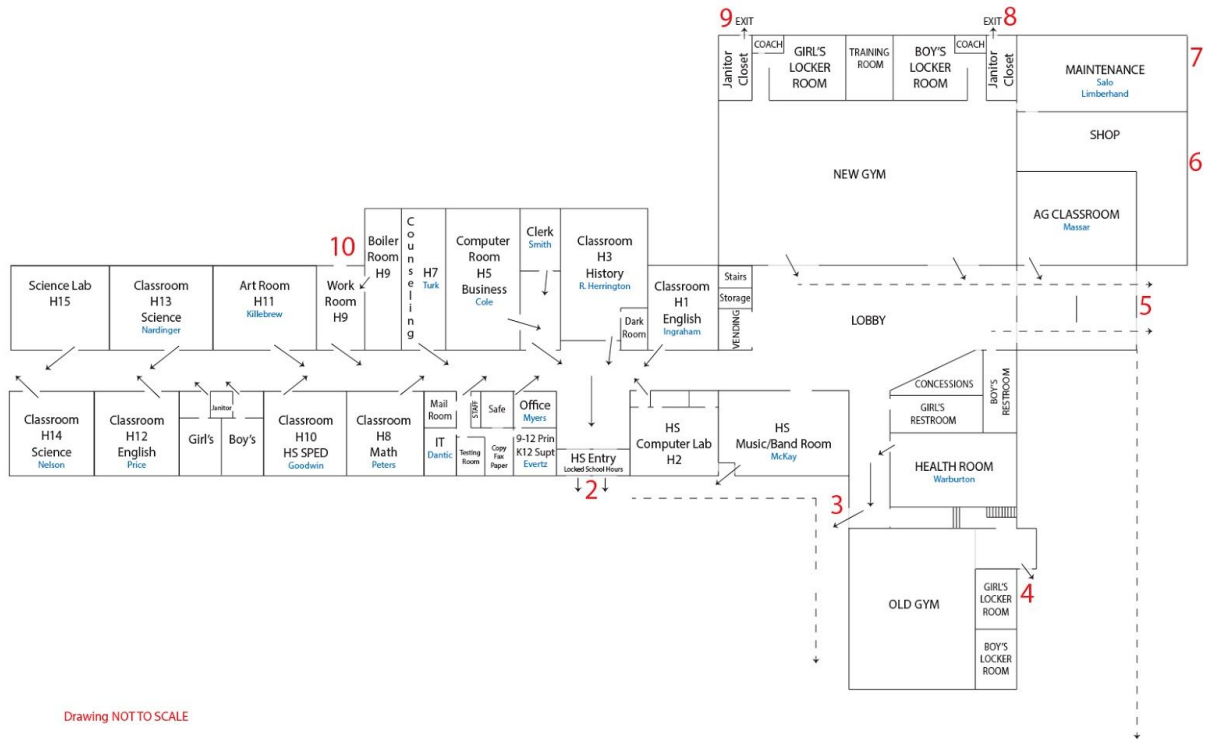 9 EXIT
EXIT 8
Janitor
Closet
COACH
GIRL'S
LOCKER
ROOM
TRAINING
ROOM
BOY'S
LOCKER
ROOM
COACH
Janitor
Closet
MAINTENANCE
Salo
Limberhand
7
SHOP
6
NEW GYM
AG CLASSROOM
Massar
10
Boiler
Room
H9
Counseling
H7
Turk
Computer
Room
H5
Business
Cole
Clerk
Smith
Classroom
H3
History
R. Herrington
Dark
Room
Classroom
H1
English
Ingraham
Stairs
Storage
VENDING
Science Lab
H15
Classroom
H13
Science
Nardinger
Art Room
H11
Killebrew
Work
Room
H9
LOBBY
5
CONCESSIONS
BOY'S
RESTROOM
GIRL'S
RESTROOM
Classroom
H14
Science
Nelson
Classroom
H12
English
Price
Janitor
Girl's
Boy's
Classroom
H10
HS SPED
Goodwin
Classroom
H8
Math
Peters
Mail
Room
STAFF
Safe
Office
Myers
IT
Dantic
Testing
Room
Copy
Fax
Paper
9-12 Prin
K12 Supt
Evertz
HS Entry
Locked School Hours
2
HS
Computer Lab
H2
HS
Music/Band Room
McKay
HEALTH ROOM
Warburton
3
OLD GYM
4
GIRL'S
LOCKER
ROOM
BOY'S
LOCKER
ROOM
Drawing NOT TO SCALE